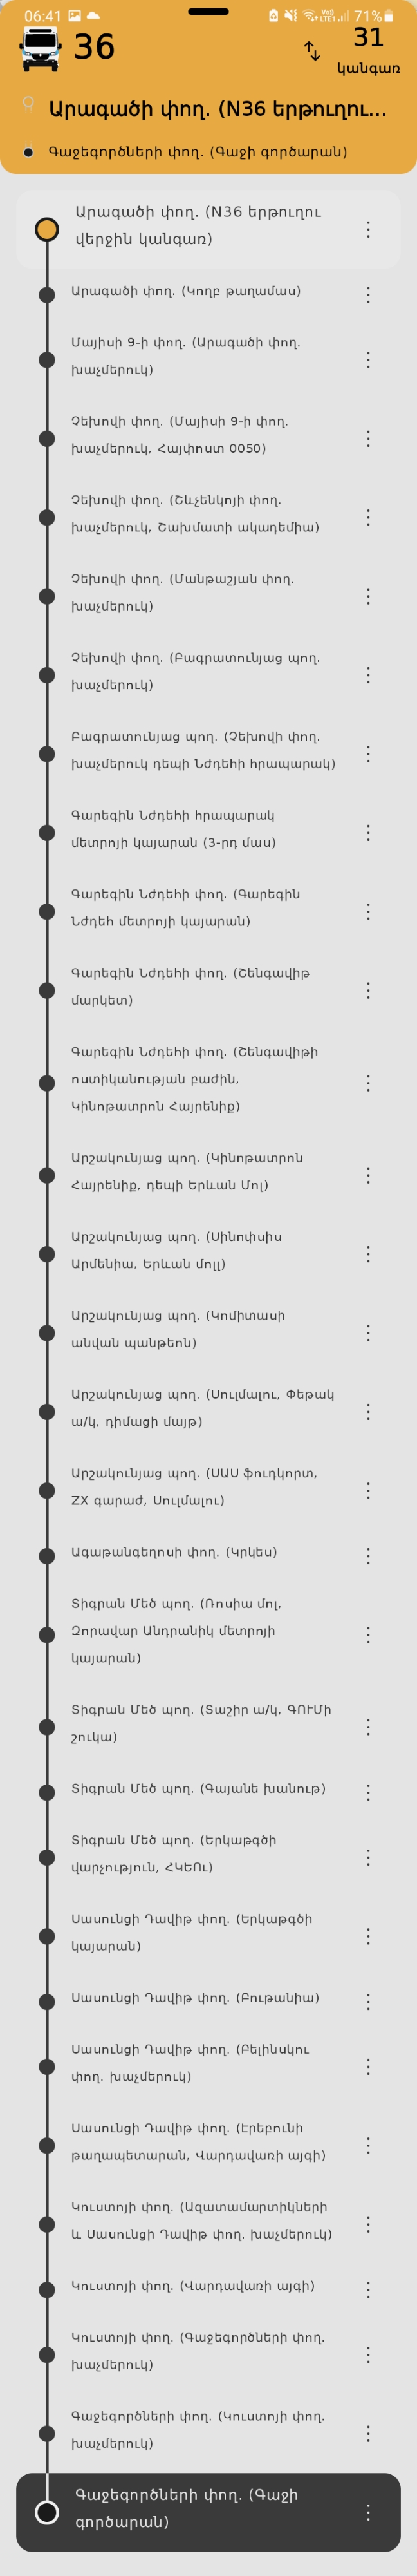 06:41
71%
36
31
կանգառ
Արագածի փող. (N36 երթուղու...
Գաջեգործների փող. (Գաջի գործարան)
Արագածի փող. (N36 երթուղու
վերջին կանգառ)
Արագածի փող. (Կողբ թաղամաս)
Մայիսի 9-ի փող. (Արագածի փող.
խաչմերուկ)
Չեխովի փող. (Մայիսի 9-ի փող.
խաչմերուկ, Հայփոստ 0050)
Չեխովի փող. (Շևչենկոյի փող.
խաչմերուկ, Շախմատի ակադեմիա)
Չեխովի փող. (Մանթաշյան փող.
խաչմերուկ)
Չեխովի փող. (Բագրատունյաց պող.
խաչմերուկ)
Բագրատունյաց պող. (Չեխովի փող.
խաչմերուկ դեպի Նժդեհի հրապարակ)
Գարեգին Նժդեհի հրապարակ
մետրոյի կայարան (3-րդ մաս)
Գարեգին Նժդեհի փող. (Գարեգին
Նժդեհ մետրոյի կայարան)
Գարեգին Նժդեհի փող. (Շենգավիթ
մարկետ)
Գարեգին Նժդեհի փող. (Շենգավիթի
ոստիկանության բաժին,
Կինոթատրոն Հայրենիք)
Արշակունյաց պող. (Կինոթատրոն
Հայրենիք, դեպի Երևան Մոլ)
Արշակունյաց պող. (Սինոփսիս
Արմենիա, Երևան մոլլ)
Արշակունյաց պող. (Կոմիտասի
անվան պանթեոն)
Արշակունյաց պող. (Սուլմալու, Փեթակ
ա/կ, դիմացի մայթ)
Արշակունյաց պող. (ՍԱՍ ֆուդկորտ,
ZX գարաժ, Սուլմալու)
Ագաթանգեղոսի փող. (Կրկես)
Տիգրան Մեծ պող. (Ռոսիա մոլ,
Զորավար Անդրանիկ մետրոյի
կայարան)
Տիգրան Մեծ պող. (Տաշիր ա/կ, ԳՈՒՄի
շուկա)
Տիգրան Մեծ պող. (Գայանե խանութ)
Տիգրան Մեծ պող. (Երկաթգծի
վարչություն, ՀԿԵՈւ)
Սասունցի Դավիթ փող. (Երկաթգծի
կայարան)
Սասունցի Դավիթ փող. (Բութանիա)
Սասունցի Դավիթ փող. (Բելինսկու
փող. խաչմերուկ)
Սասունցի Դավիթ փող. (Էրեբունի
թաղապետարան, Վարդավառի այգի)
Կուստոյի փող. (Ազատամարտիկների
և Սասունցի Դավիթ փող. խաչմերուկ)
Կուստոյի փող. (Վարդավառի այգի)
Կուստոյի փող. (Գաջեգործների փող.
խաչմերուկ)
Գաջեգործների փող. (Կուստոյի փող.
խաչմերուկ)
Գաջեգործների փող. (Գաջի
գործարան)